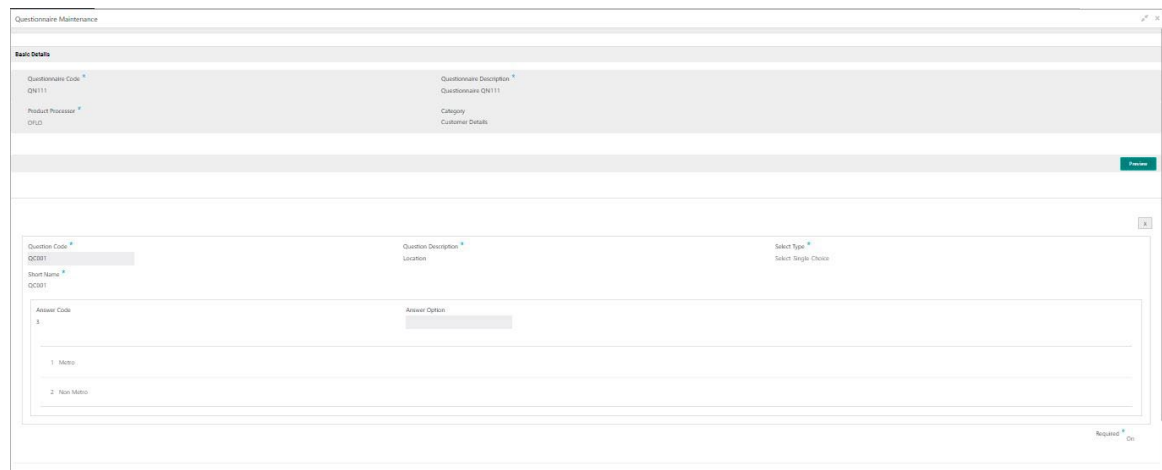 Questionnaire Maintenance
Basic Details
Questionnaire Code *
Questionnaire Description *
QN111
Questionnaire QN111
Product Processor *
Category
OFLO
Customer Details
Preview
Question Code *
Question Description *
Select Type *
QC001
Location
Select Single Choice
Short Name *
QC001
Answer Code
Answer Option
3
1 Metro
2 Non Metro
Required *
On